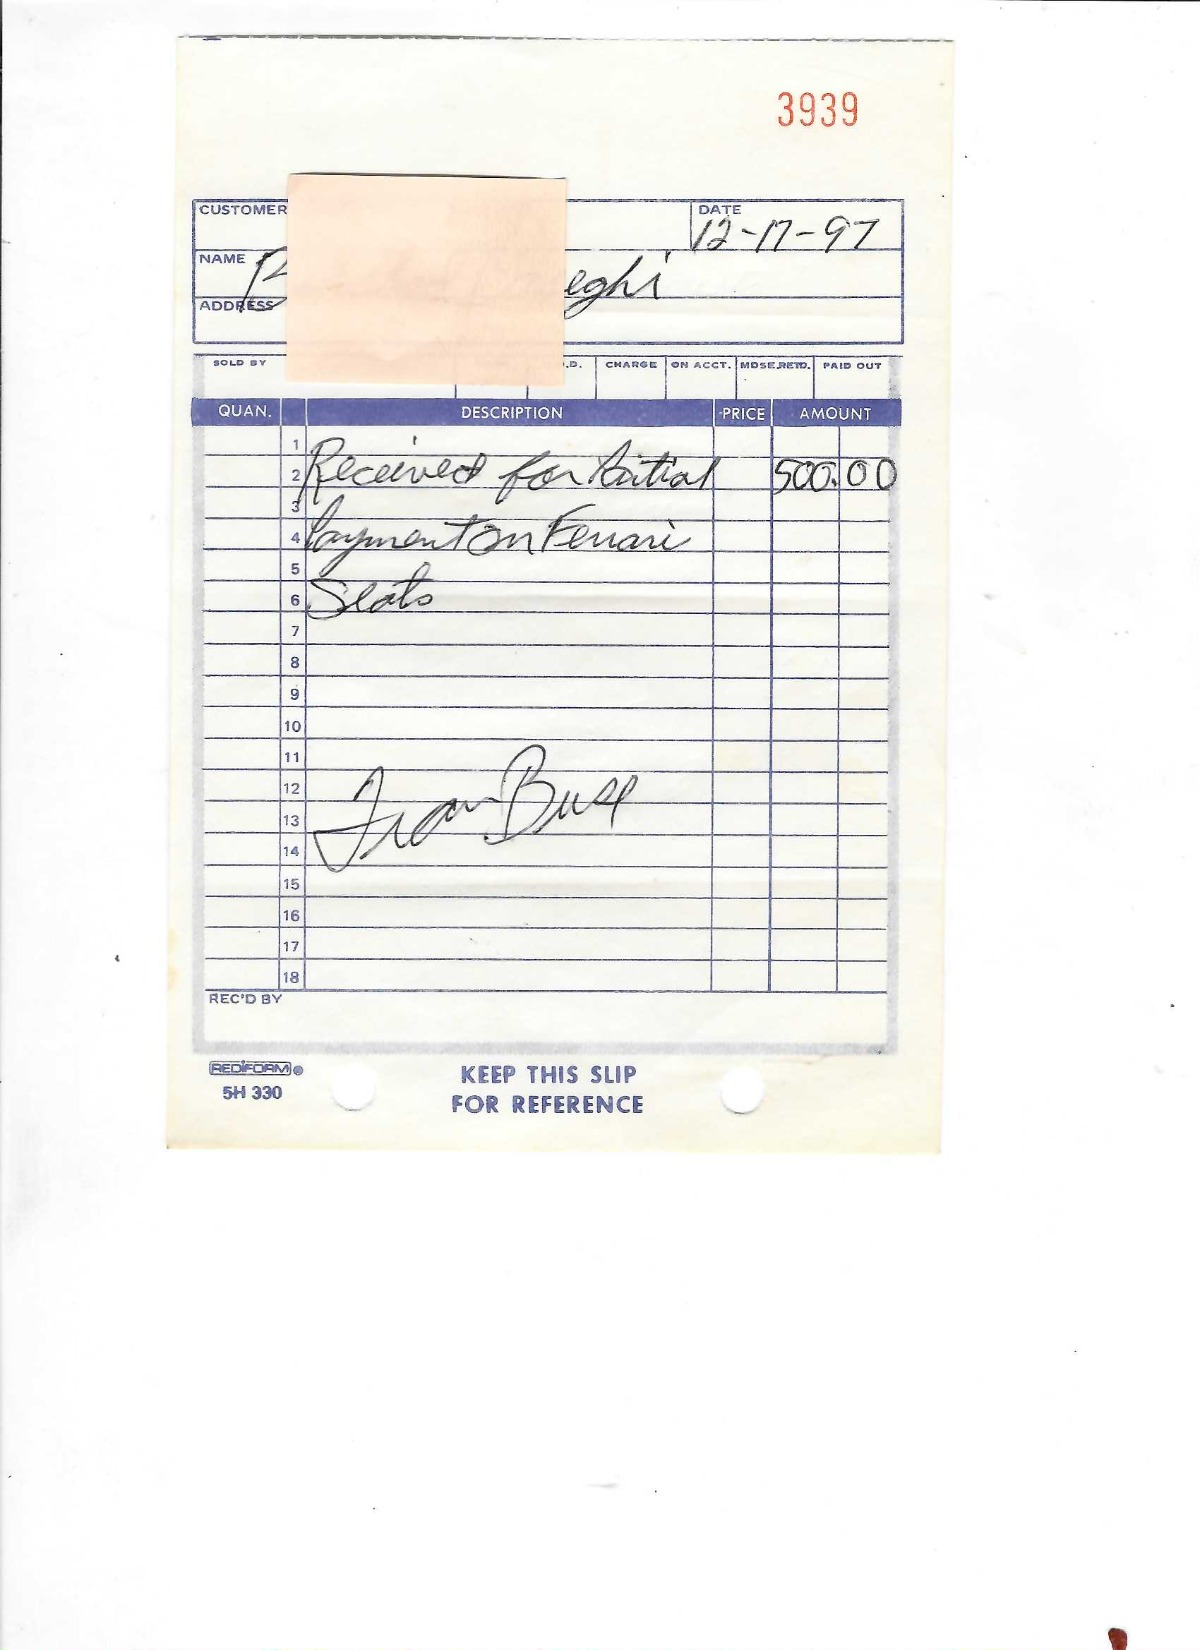 3939
CUSTOMER
DATE
12-17-97
NAME B eghi
ADDRESS
SOLD BY .D. CHARGE ON ACCT. MDSE.RETD. PAID OUT
QUAN. DESCRIPTION PRICE AMOUNT
1
2 Received for Initial 500.00
3
4 Payment on Ferrari
5
6 Seats
7
8
9
10
11
12
13
14
15
16
17
18
REC'D BY
REDIFORM®
5H 330
KEEP THIS SLIP
FOR REFERENCE